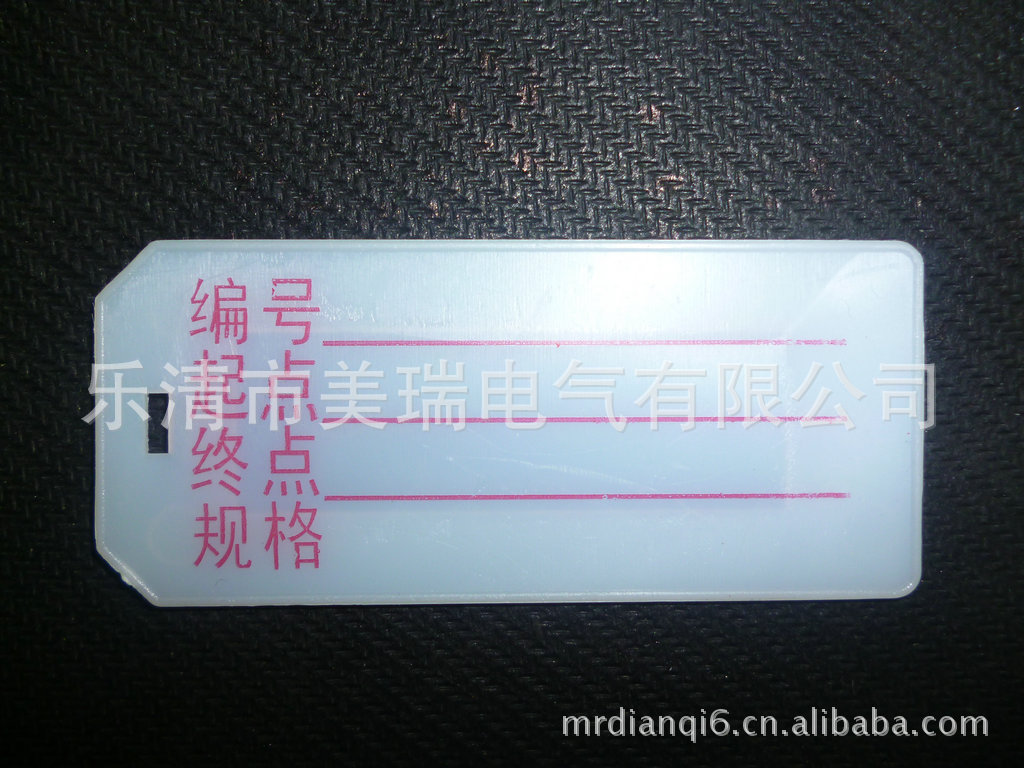 编号
起点
乐清市美瑞电气有限公司
终点
规格
mrdianqi6.cn.alibaba.com